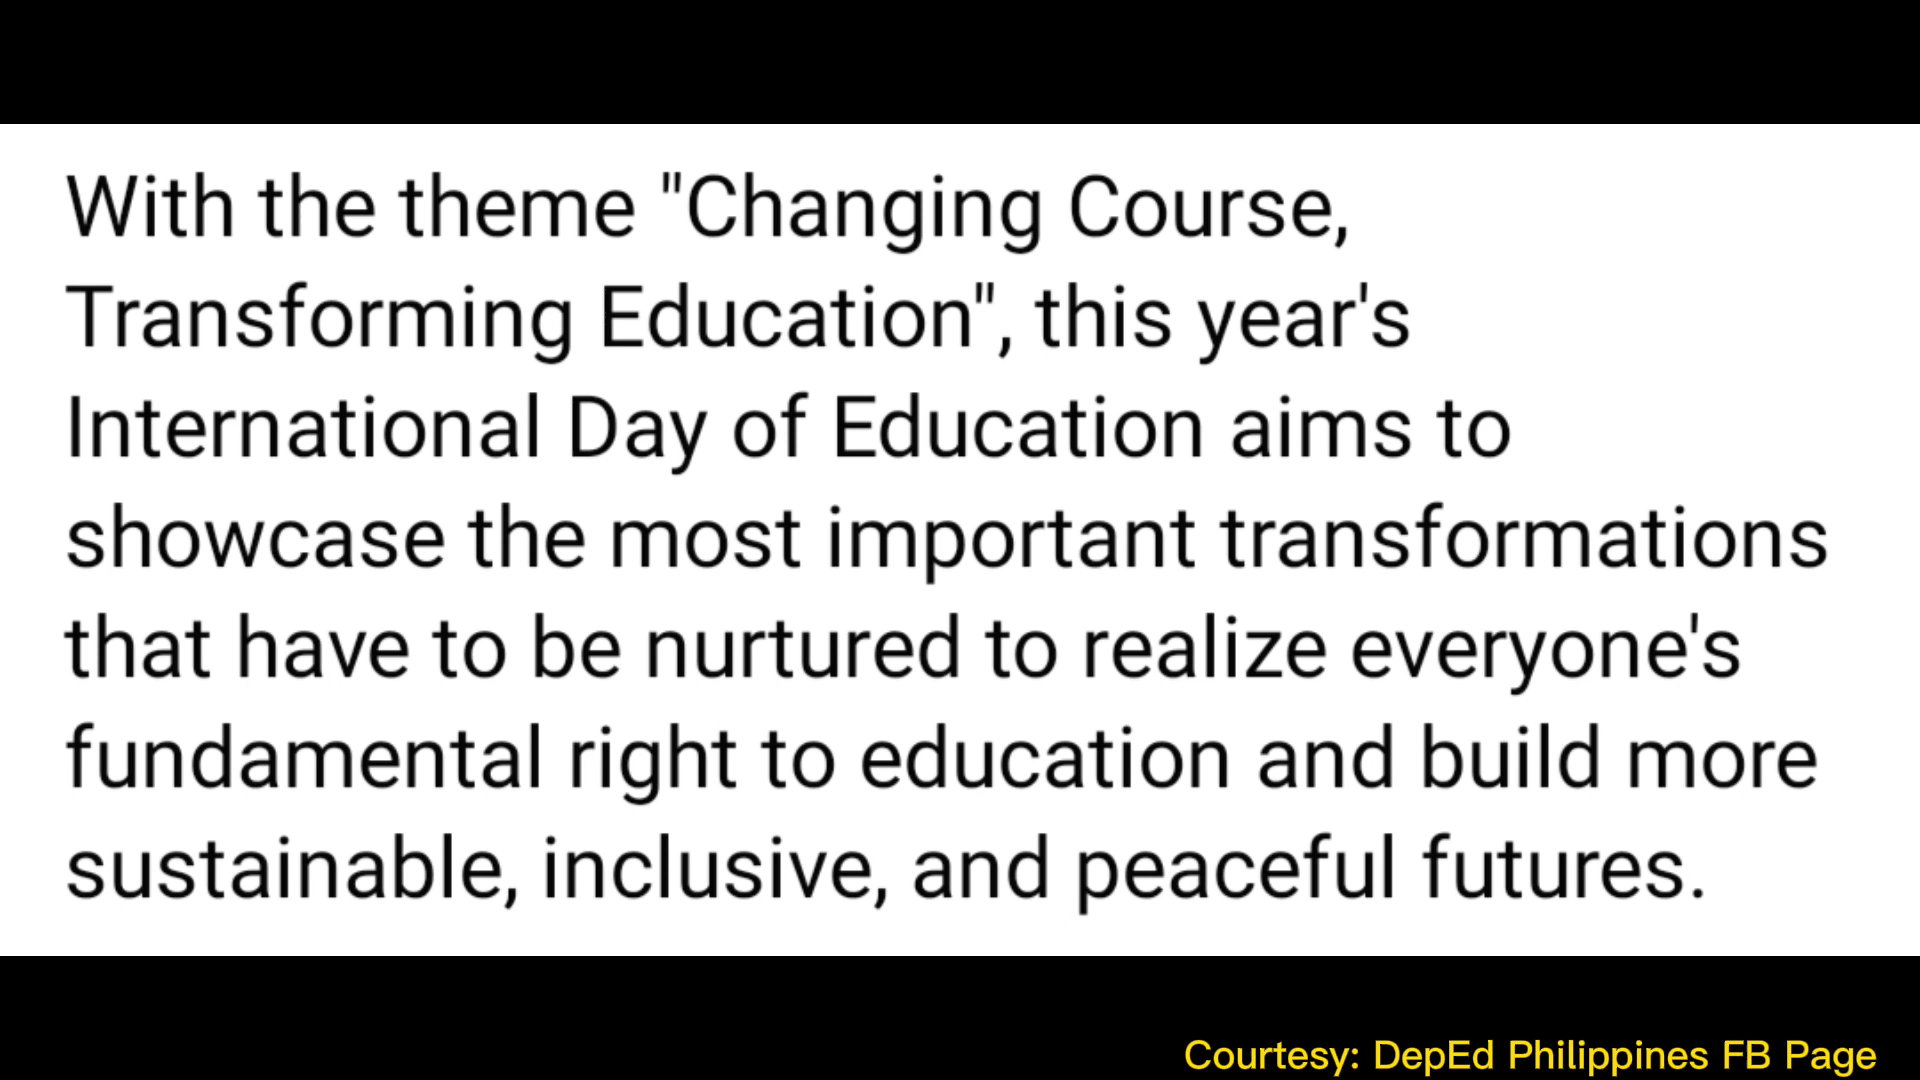 With the theme "Changing Course,
Transforming Education", this year's
International Day of Education aims to
showcase the most important transformations
that have to be nurtured to realize everyone's
fundamental right to education and build more
sustainable, inclusive, and peaceful futures.
Courtesy: DepEd Philippines FB Page